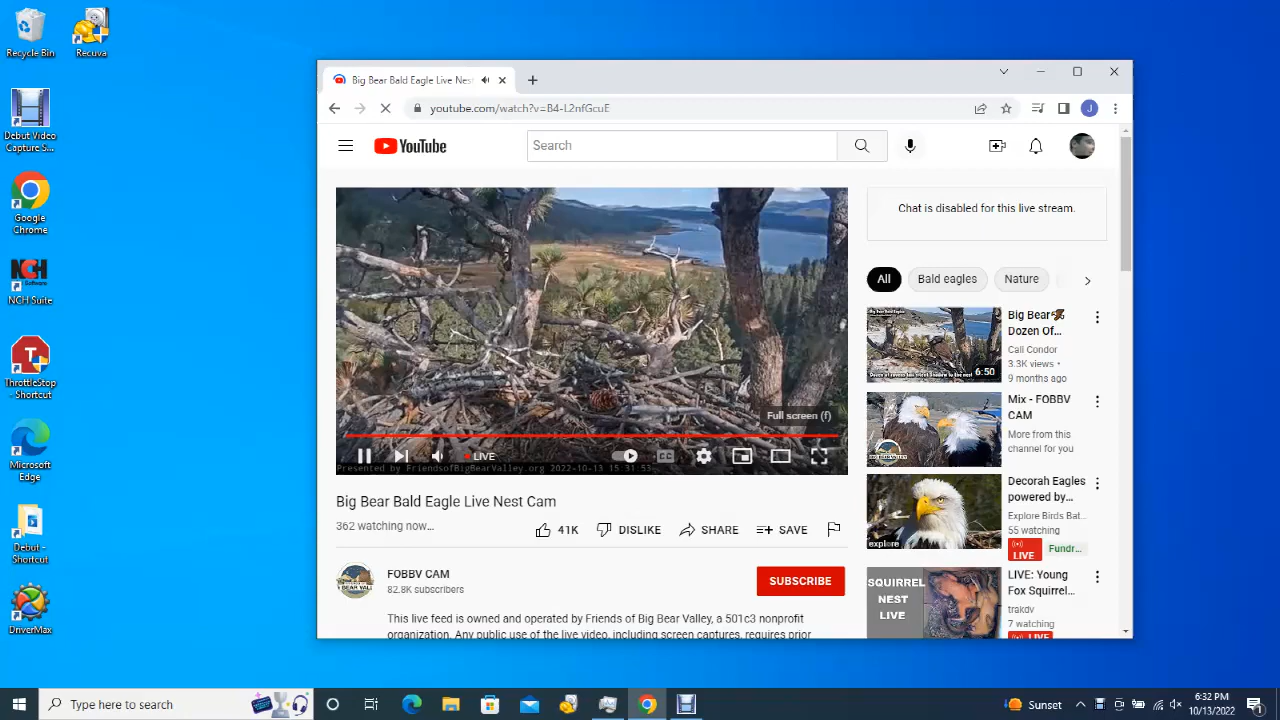 Recycle Bin
Recuva
Debut Video
Capture S...
Google
Chrome
NCH
Software
NCH Suite
T
ThrottleStop
- Shortcut
Microsoft
Edge
Debut -
Shortcut
DriverMax
Big Bear Bald Eagle Live Nest
youtube.com/watch?v=B4-L2nfGcuE
J
YouTube
Search
Full screen (f)
LIVE
CC
Presented by FriendsofBigBearValley.org 2022-10-13 15:31:53
Big Bear Bald Eagle Live Nest Cam
362 watching now...
41K
DISLIKE
SHARE
SAVE
FOBBV CAM
82.8K subscribers
SUBSCRIBE
This live feed is owned and operated by Friends of Big Bear Valley, a 501c3 nonprofit
organization. Any public use of the live video, including screen captures, requires prior
Chat is disabled for this live stream.
All
Bald eagles
Nature
6:50
Big Bear
Dozen Of...
Cali Condor
3.3K views •
9 months ago
Mix - FOBBV
CAM
More from this
channel for you
explore
Decorah Eagles
powered by...
Explore Birds Bat...
55 watching
LIVE
Fundr...
SQUIRREL
NEST
LIVE
LIVE: Young
Fox Squirrel...
trakdv
7 watching
LIVE
Type here to search
Sunset
6:32 PM
10/13/2022
1